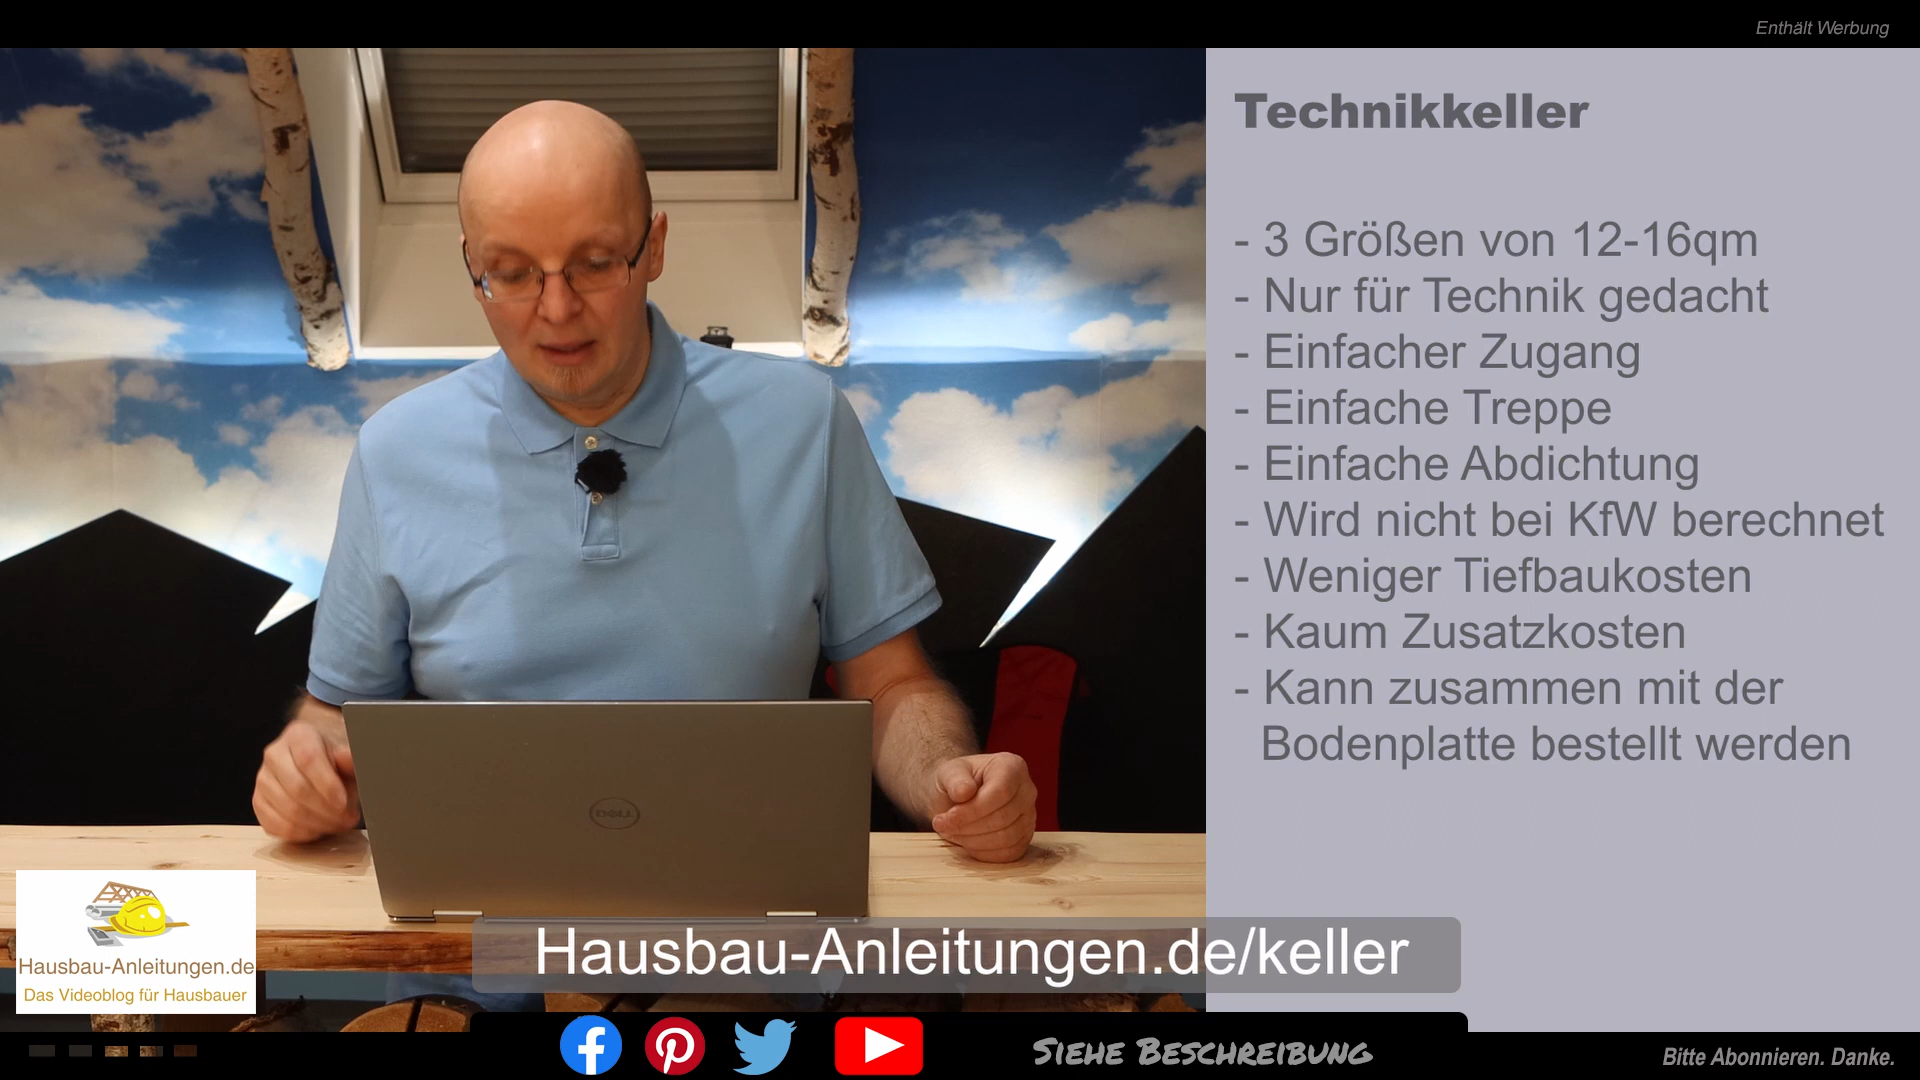 Enthält Werbung
Technikkeller
- 3 Größen von 12-16qm
- Nur für Technik gedacht
- Einfacher Zugang
- Einfache Treppe
- Einfache Abdichtung
- Wird nicht bei KfW berechnet
- Weniger Tiefbaukosten
- Kaum Zusatzkosten
- Kann zusammen mit der
Bodenplatte bestellt werden
DELL
Hausbau-Anleitungen.de/keller
Hausbau-Anleitungen.de
Das Videoblog für Hausbauer
Siehe Beschreibung
Bitte Abonnieren. Danke.